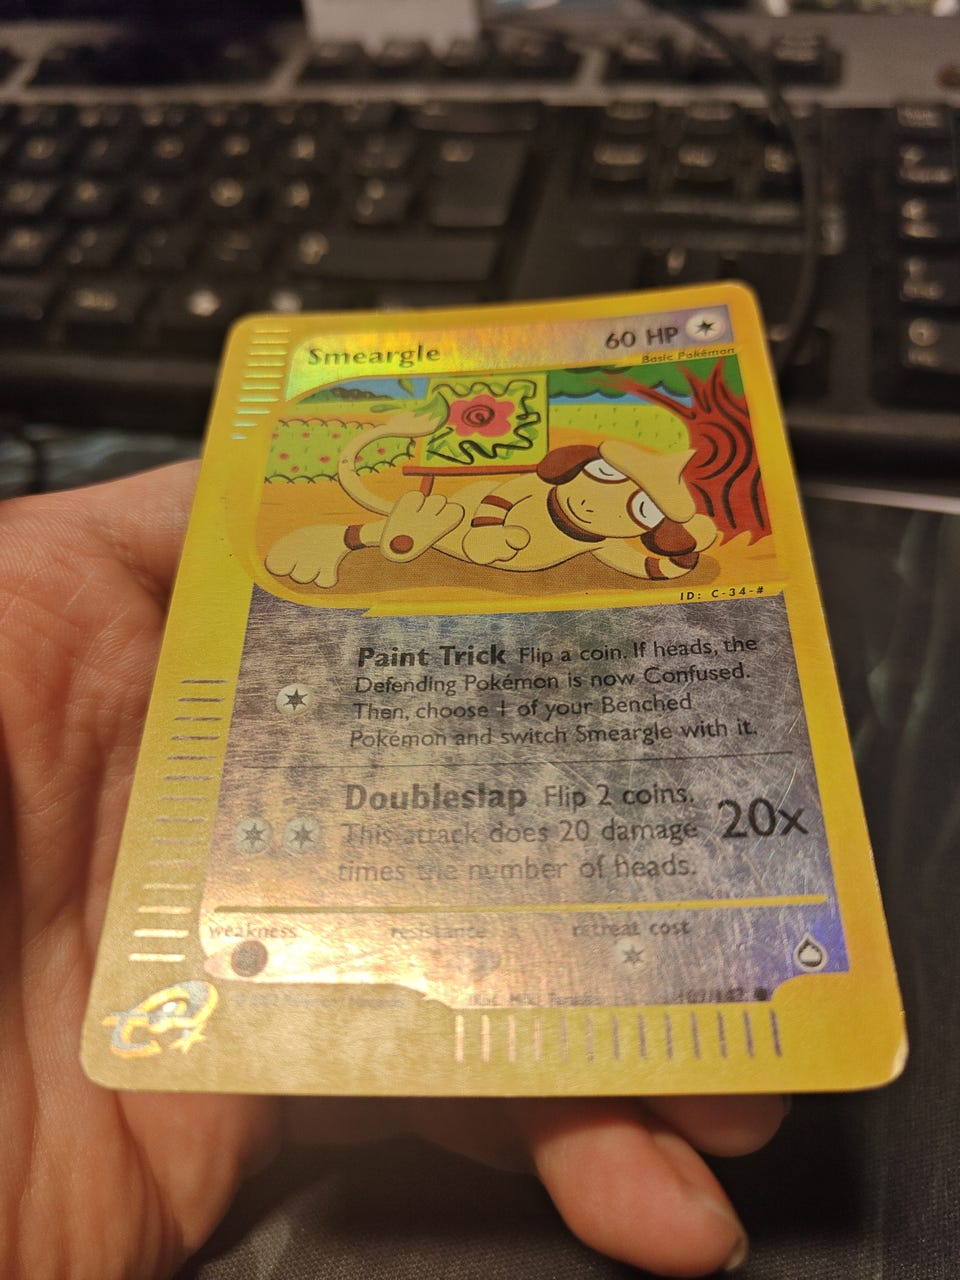 Smeargle
60 HP
Basic Pokémon
ID: C-34-#
Paint Trick Flip a coin. If heads, the
Defending Pokémon is now Confused.
Then, choose 1 of your Benched
Pokémon and switch Smeargle with it.
Doubleslap Flip 2 coins.
This attack does 20 damage
times the number of heads.
20x
weakness
resistance
retreat cost